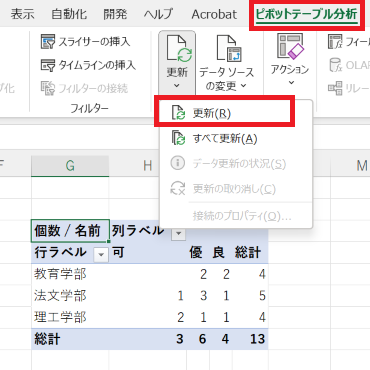 表示 自動化 開発 ヘルプ Acrobat ピボットテーブル分析
スライサーの挿入
タイムラインの挿入
フィルターの接続
フィルター
更新
データ ソース
の変更
アクション
フィー
OLA
リレー
更新(R)
すべて更新(A)
データ更新の状況(S)
更新の取り消し(C)
接続のプロパティ(O)...
F G H M
個数 / 名前 列ラベル
行ラベル 可 優 良 総計
教育学部 2 2 4
法文学部 1 3 1 5
理工学部 2 1 1 4
総計 3 6 4 13